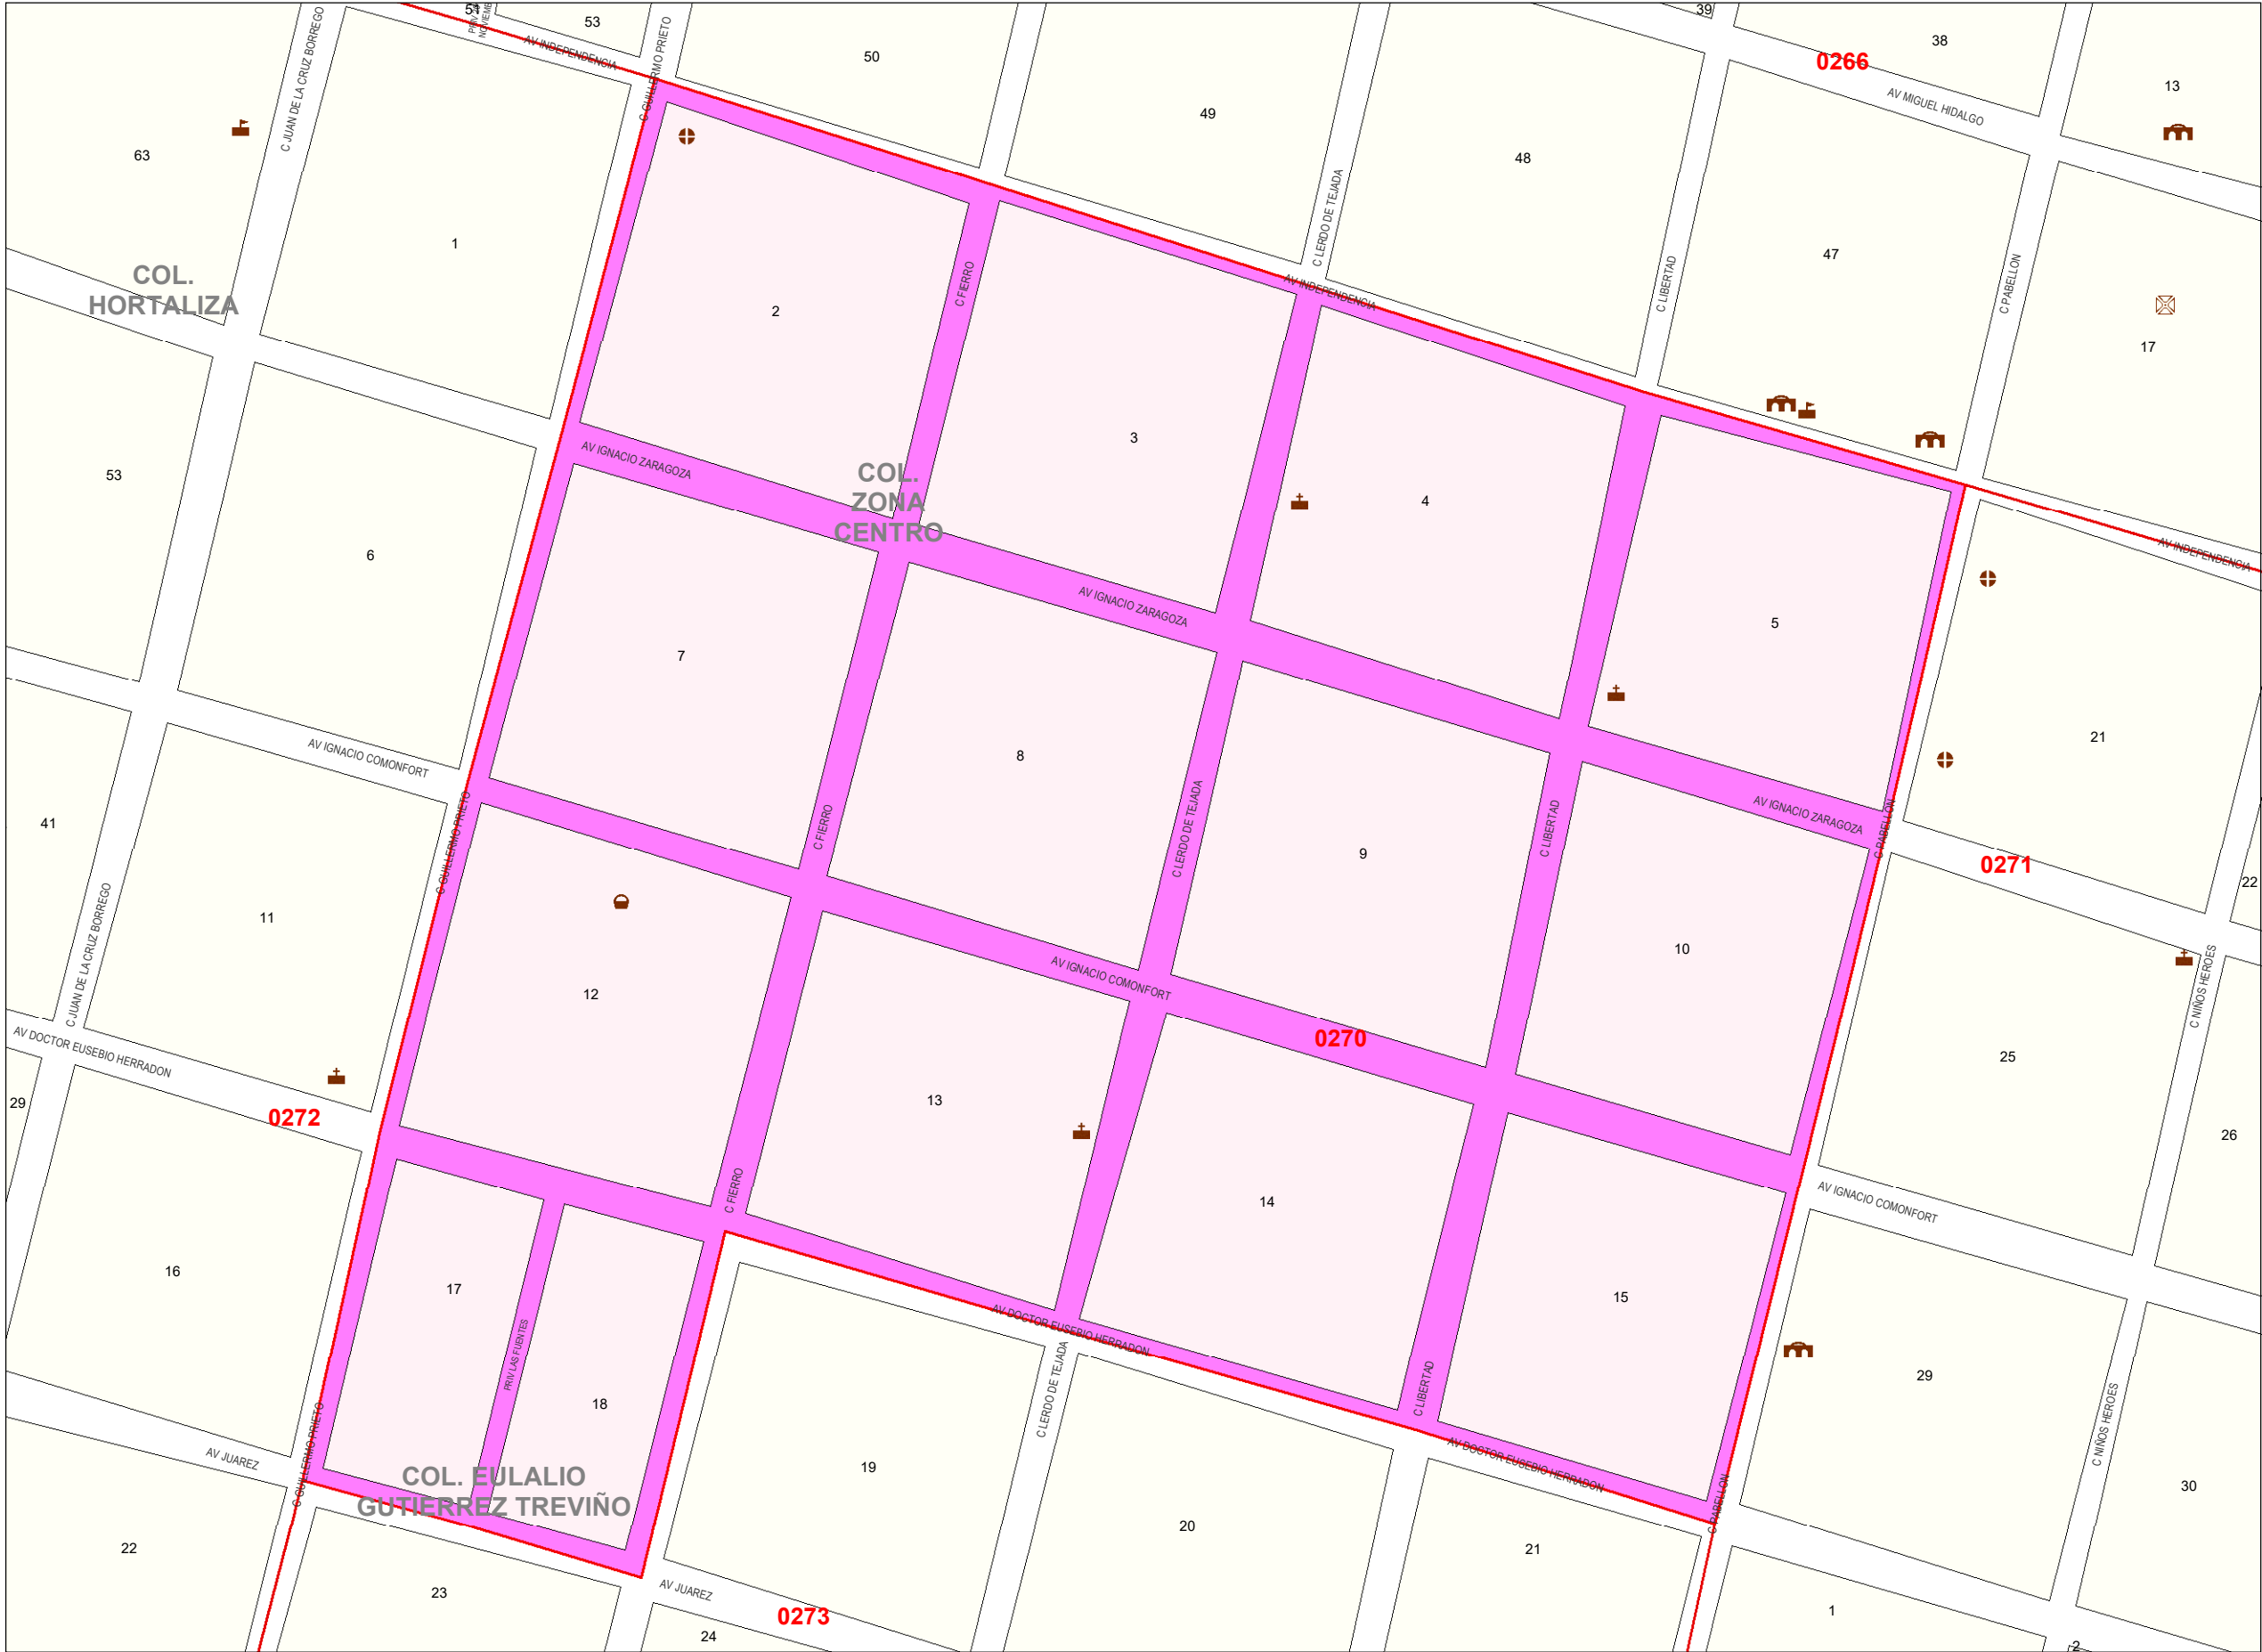 51
PRIV 20
NOVIEMBRE
53
39
38
0266
50
AV INDEPENDENCIA
C GUILLERMO PRIETO
C JUAN DE LA CRUZ BORREGO
13
AV MIGUEL HIDALGO
49
48
63
C LERDO DE TEJADA
1
47
COL.
HORTALIZA
C FIERRO
AV INDEPENDENCIA
C LIBERTAD
C PABELLON
2
17
3
AV IGNACIO ZARAGOZA
COL.
ZONA
CENTRO
53
4
6
AV INDEPENDENCIA
AV IGNACIO ZARAGOZA
5
7
21
AV IGNACIO COMONFORT
8
41
C GUILLERMO PRIETO
C FIERRO
C LERDO DE TEJADA
9
C LIBERTAD
AV IGNACIO ZARAGOZA
C PABELLON
0271
22
C JUAN DE LA CRUZ BORREGO
11
12
AV IGNACIO COMONFORT
10
C NIÑOS HEROES
AV DOCTOR EUSEBIO HERRADON
0270
25
29
0272
13
26
C FIERRO
14
AV IGNACIO COMONFORT
16
17
PRIV LAS FUENTES
AV DOCTOR EUSEBIO HERRADON
15
18
C LERDO DE TEJADA
C LIBERTAD
29
C NIÑOS HEROES
AV JUAREZ
C GUILLERMO PRIETO
COL. EULALIO
GUTIERREZ TREVIÑO
19
AV DOCTOR EUSEBIO HERRADON
C PABELLON
30
22
20
21
23
AV JUAREZ
0273
24
1
2